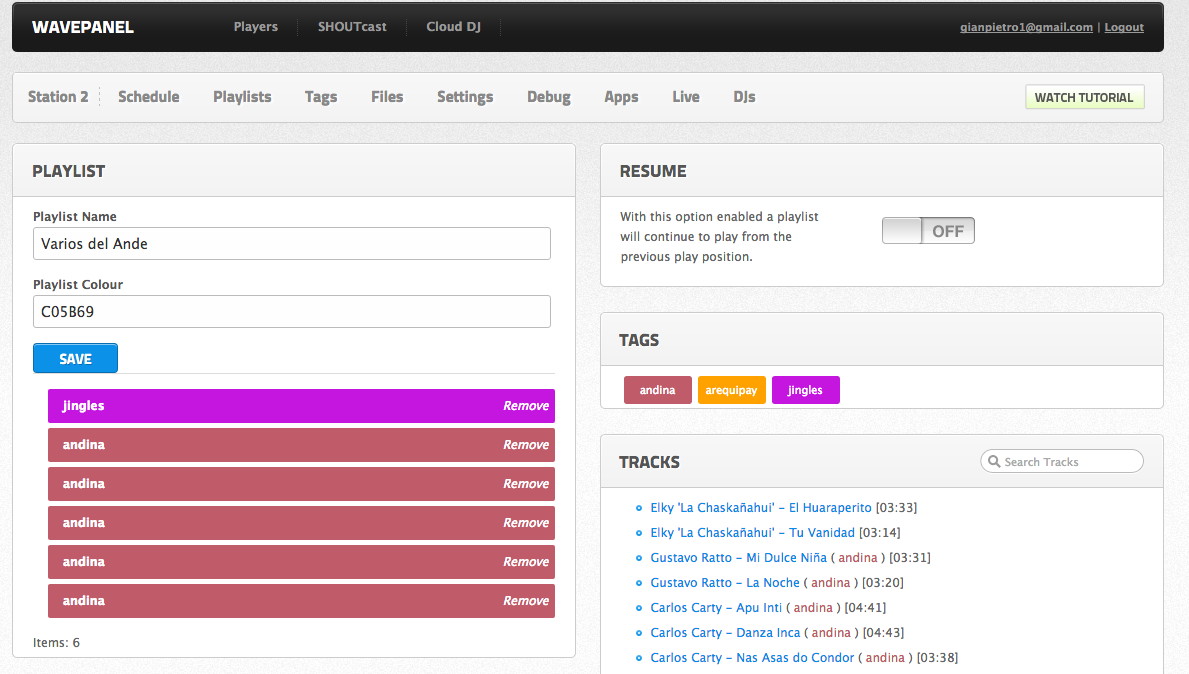 WAVEPANEL Players SHOUTcast Cloud DJ gianpietro1@gmail.com | Logout
Station 2 Schedule Playlists Tags Files Settings Debug Apps Live DJs WATCH TUTORIAL
PLAYLIST
Playlist Name
Varios del Ande
Playlist Colour
C05B69
SAVE
jingles Remove
andina Remove
andina Remove
andina Remove
andina Remove
andina Remove
Items: 6
RESUME
With this option enabled a playlist
will continue to play from the
previous play position.
OFF
TAGS
andina arequipay jingles
TRACKS
Search Tracks
Elky 'La Chaskañahui' – El Huaraperito [03:33]
Elky 'La Chaskañahui' – Tu Vanidad [03:14]
Gustavo Ratto – Mi Dulce Niña ( andina ) [03:31]
Gustavo Ratto – La Noche ( andina ) [03:20]
Carlos Carty – Apu Inti ( andina ) [04:41]
Carlos Carty – Danza Inca ( andina ) [04:43]
Carlos Carty – Nas Asas do Condor ( andina ) [03:38]